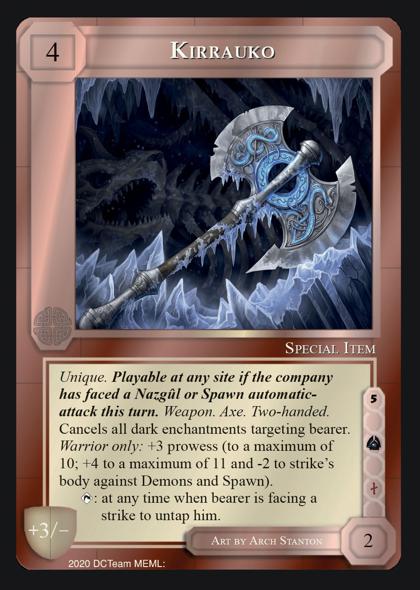 4
KIRRAUKO
SPECIAL ITEM
Unique. Playable at any site if the company
has faced a Nazgûl or Spawn automatic-
attack this turn. Weapon. Axe. Two-handed.
Cancels all dark enchantments targeting bearer.
Warrior only: +3 prowess (to a maximum of
10; +4 to a maximum of 11 and -2 to strike's
body against Demons and Spawn).
: at any time when bearer is facing a
strike to untap him.
5
+3/–
ART BY ARCH STANTON
2
2020 DCTeam MEML: